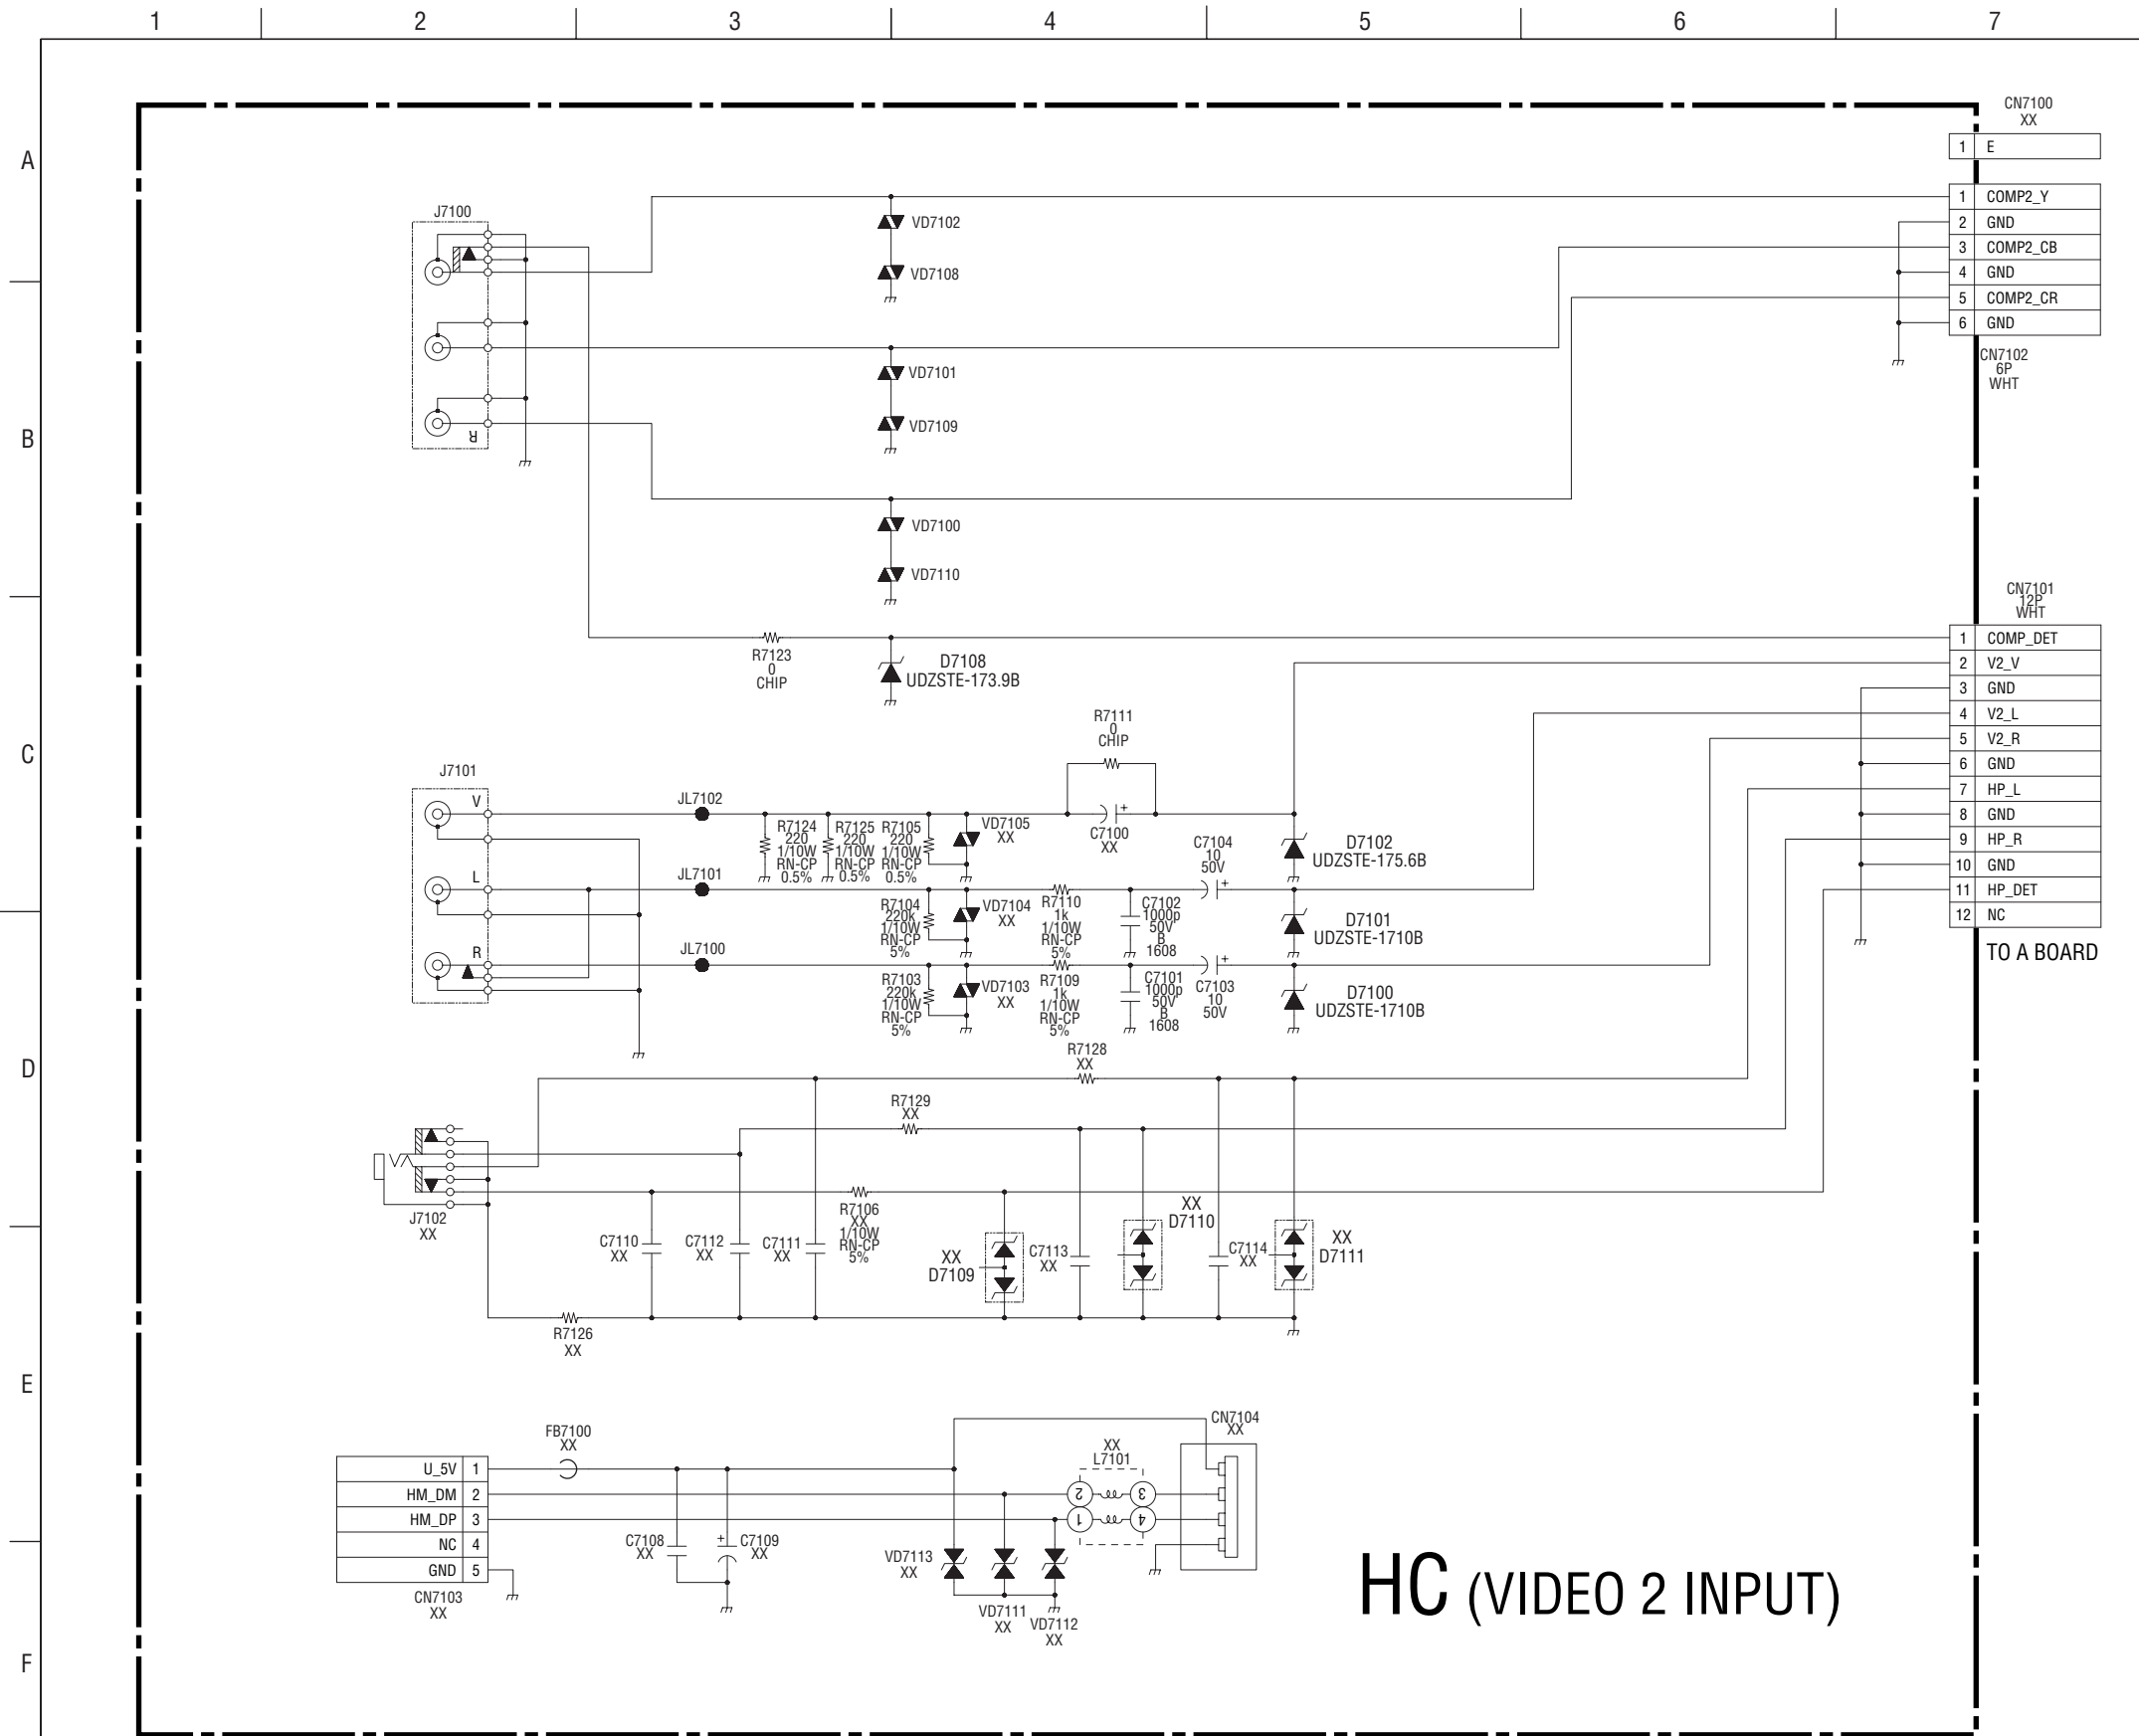 1 2 3 4 5 6 7
A
B
C
D
E
F
CN7100
XX
1 E
1 COMP2_Y
2 GND
3 COMP2_CB
4 GND
5 COMP2_CR
6 GND
CN7102
6P
WHT
J7100
R
VD7102
VD7108
VD7101
VD7109
VD7100
VD7110
R7123
0
CHIP
D7108
UDZSTE-173.9B
CN7101
12P
WHT
1 COMP_DET
2 V2_V
3 GND
4 V2_L
5 V2_R
6 GND
7 HP_L
8 GND
9 HP_R
10 GND
11 HP_DET
12 NC
TO A BOARD
R7111
0
CHIP
J7101
V
L
R
JL7102
JL7101
JL7100
R7124
220
1/10W
RN-CP
0.5%
R7125
220
1/10W
RN-CP
0.5%
R7105
220
1/10W
RN-CP
0.5%
VD7105
XX
C7100
XX
+
C7104
10
50V
+
D7102
UDZSTE-175.6B
R7104
220k
1/10W
RN-CP
5%
VD7104
XX
R7110
1k
1/10W
RN-CP
5%
C7102
1000p
50V
B
1608
D7101
UDZSTE-1710B
R7103
220k
1/10W
RN-CP
5%
VD7103
XX
R7109
1k
1/10W
RN-CP
5%
C7101
1000p
50V
B
1608
C7103
10
50V
+
D7100
UDZSTE-1710B
R7128
XX
R7129
XX
J7102
XX
R7106
XX
1/10W
RN-CP
5%
C7110
XX
C7112
XX
C7111
XX
XX
D7109
C7113
XX
XX
D7110
C7114
XX
XX
D7111
R7126
XX
FB7100
XX
U_5V 1
HM_DM 2
HM_DP 3
NC 4
GND 5
CN7103
XX
C7108
XX
+
C7109
XX
VD7113
XX
VD7111
XX
VD7112
XX
XX
L7101
2 3
1 4
CN7104
XX
HC (VIDEO 2 INPUT)